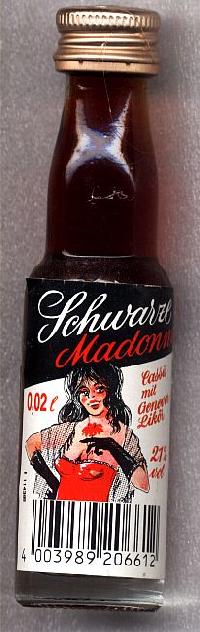 Schwarze
Madonna
0,02 l
Cassis
mit
Genever
Likör
21%
vol
4 003989 206612